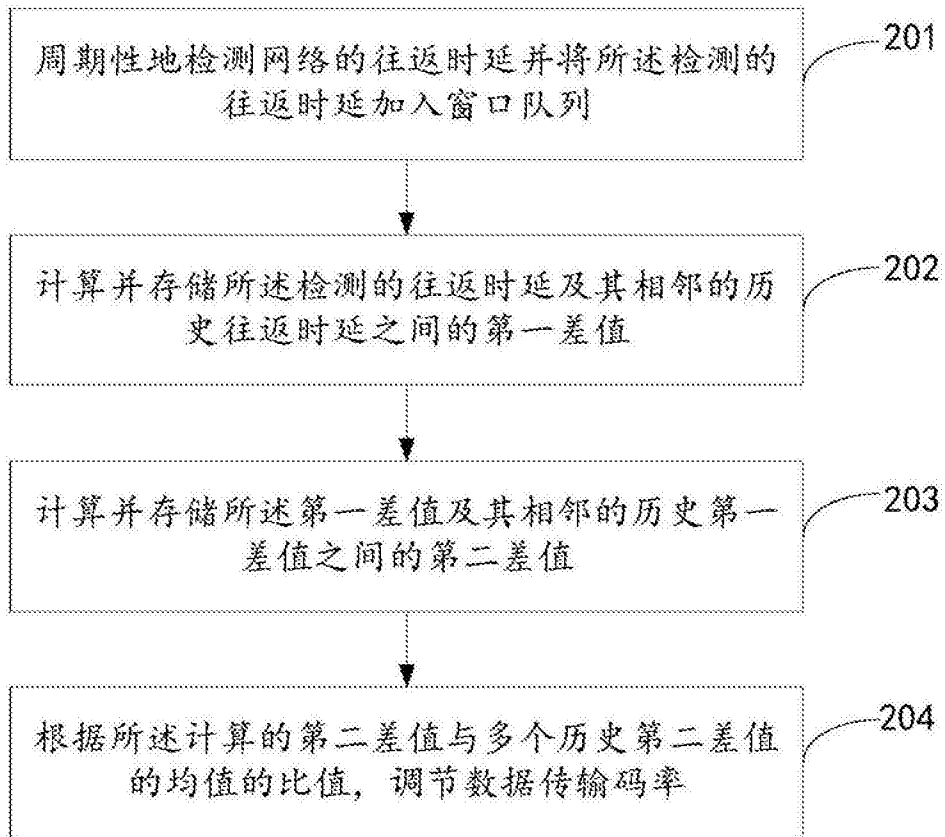 周期性地检测网络的往返时延并将所述检测的
往返时延加入窗口队列
201
计算并存储所述检测的往返时延及其相邻的历
史往返时延之间的第一差值
202
计算并存储所述第一差值及其相邻的历史第一
差值之间的第二差值
203
根据所述计算的第二差值与多个历史第二差值
的均值的比值，调节数据传输码率
204